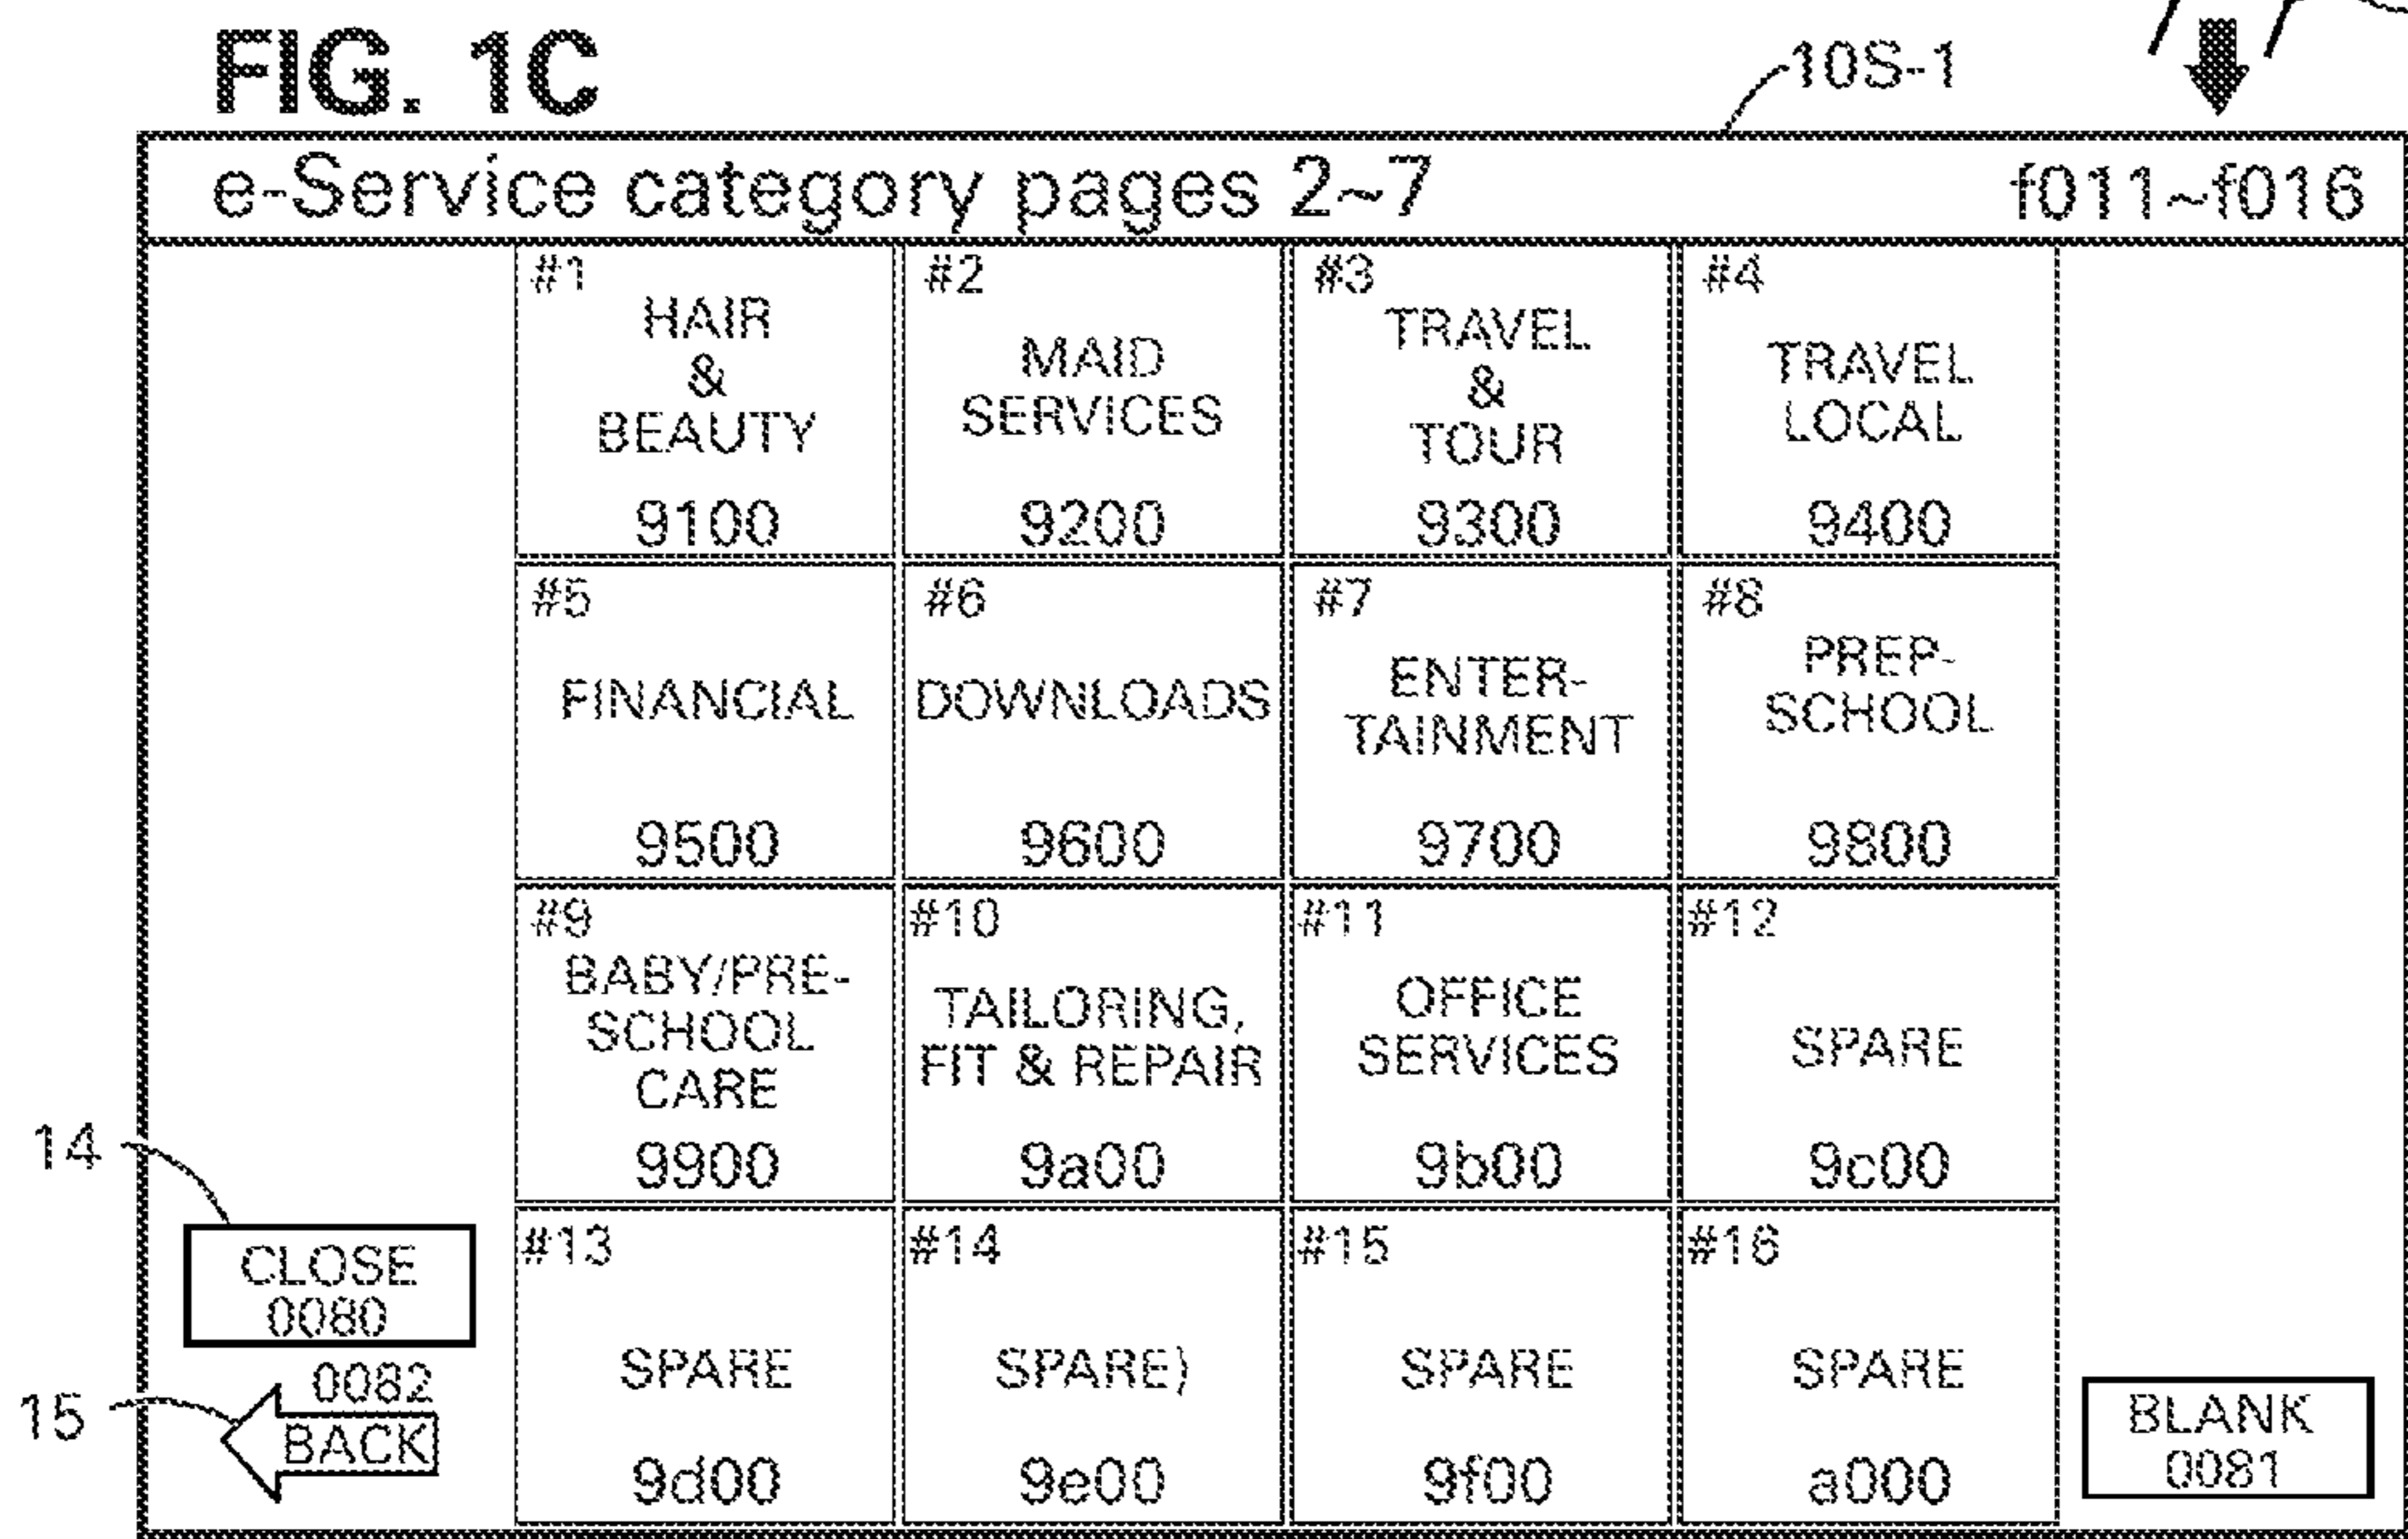 FIG. 1C
10S-1
e-Service category pages 2~7 f011~f016
#1
HAIR
&
BEAUTY
9100
#2
MAID
SERVICES
9200
#3
TRAVEL
&
TOUR
9300
#4
TRAVEL
LOCAL
9400
#5
FINANCIAL
9500
#6
DOWNLOADS
9600
#7
ENTER-
TAINMENT
9700
#8
PREP-
SCHOOL
9800
#9
BABY/PRE-
SCHOOL
CARE
9900
#10
TAILORING,
FIT & REPAIR
9a00
#11
OFFICE
SERVICES
9b00
#12
SPARE
9c00
14
CLOSE
0080
0082
15
BACK
#13
SPARE
9d00
#14
SPARE)
9e00
#15
SPARE
9f00
#16
SPARE
a000
BLANK
0081